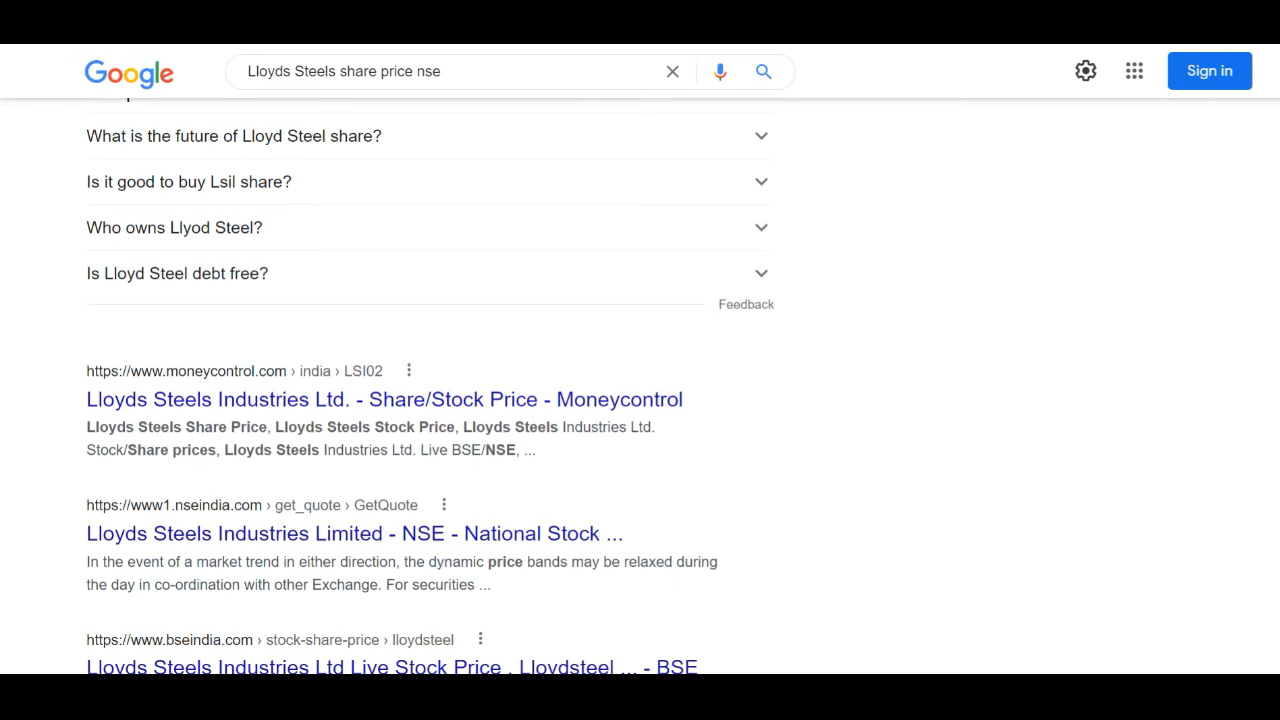 Google
Lloyds Steels share price nse
Sign in
What is the future of Lloyd Steel share?
Is it good to buy Lsil share?
Who owns Llyod Steel?
Is Lloyd Steel debt free?
Feedback
https://www.moneycontrol.com › india › LSI02
Lloyds Steels Industries Ltd. - Share/Stock Price - Moneycontrol
Lloyds Steels Share Price, Lloyds Steels Stock Price, Lloyds Steels Industries Ltd.
Stock/Share prices, Lloyds Steels Industries Ltd. Live BSE/NSE, ...
https://www1.nseindia.com › get_quote › GetQuote
Lloyds Steels Industries Limited - NSE - National Stock ...
In the event of a market trend in either direction, the dynamic price bands may be relaxed during
the day in co-ordination with other Exchange. For securities ...
https://www.bseindia.com › stock-share-price › lloydsteel
Lloyds Steels Industries Ltd Live Stock Price , Lloydsteel ... - BSE